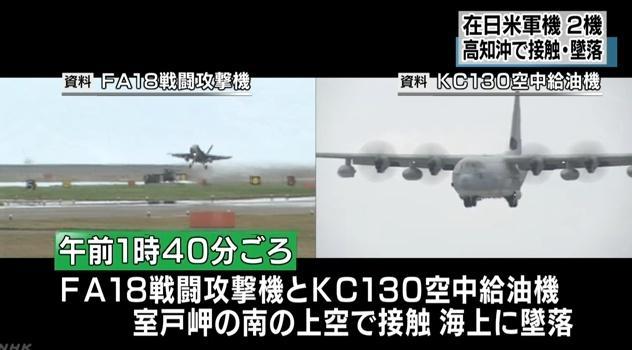 在日米軍機 2機
高知沖で接触・墜落
資料 FA18戦闘攻撃機
資料 KC130空中給油機
午前1時40分ごろ
FA18戦闘攻撃機とKC130空中給油機
室戸岬の南の上空で接触 海上に墜落
NHK